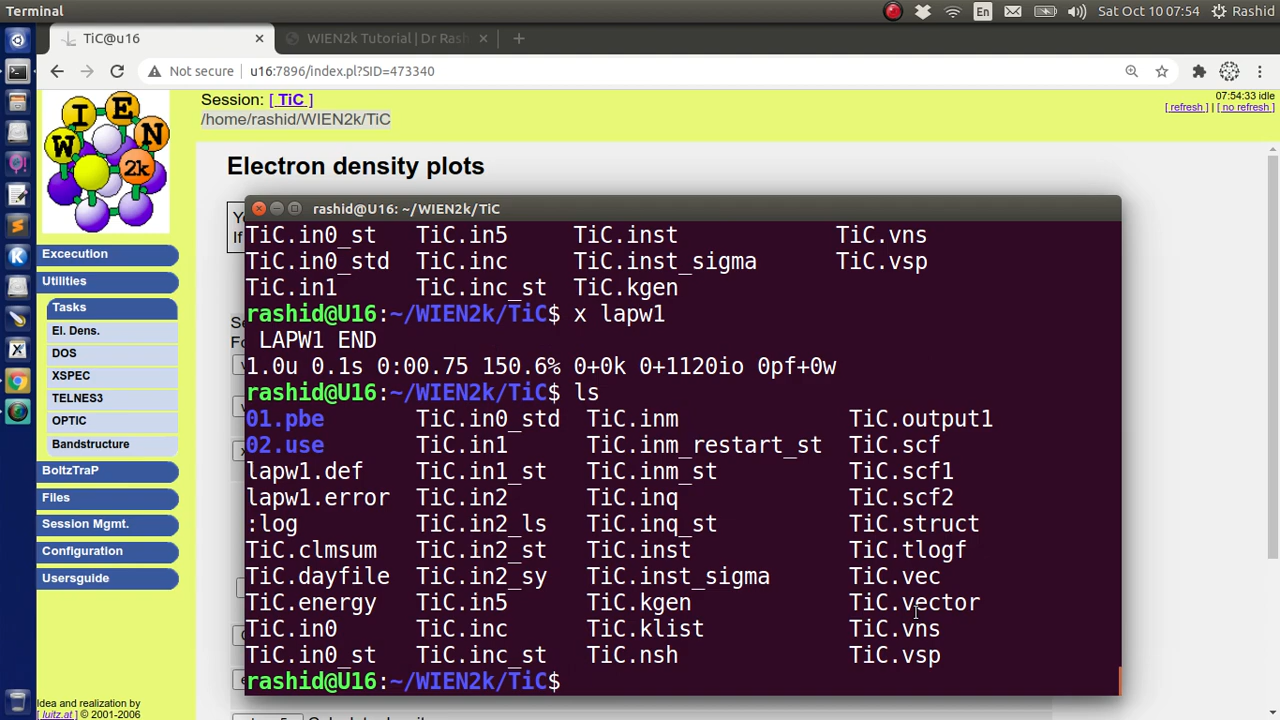 Terminal
En
Sat Oct 10 07:54
Rashid
TiC@u16
WIEN2k Tutorial | Dr Rash
Not secure
u16:7896/index.pl?SID=473340
W I E N 2k
Session: [ TiC ]
/home/rashid/WIEN2k/TiC
07:54:33 idle
[ refresh ] | [ no refresh ]
Electron density plots
Excecution
Utilities
Tasks
El. Dens.
DOS
XSPEC
TELNES3
OPTIC
Bandstructure
BoltzTraP
Files
Session Mgmt.
Configuration
Usersguide
Idea and realization by
[ luitz.at ] © 2001-2006
rashid@U16: ~/WIEN2k/TiC
TiC.in0_st TiC.in5 TiC.inst TiC.vns
TiC.in0_std TiC.inc TiC.inst_sigma TiC.vsp
TiC.in1 TiC.inc_st TiC.kgen
rashid@U16:~/WIEN2k/TiC$ x lapw1
LAPW1 END
1.0u 0.1s 0:00.75 150.6% 0+0k 0+1120io 0pf+0w
rashid@U16:~/WIEN2k/TiC$ ls
01.pbe TiC.in0_std TiC.inm TiC.output1
02.use TiC.in1 TiC.inm_restart_st TiC.scf
lapw1.def TiC.in1_st TiC.inm_st TiC.scf1
lapw1.error TiC.in2 TiC.inq TiC.scf2
:log TiC.in2_ls TiC.inq_st TiC.struct
TiC.clmsum TiC.in2_st TiC.inst TiC.tlogf
TiC.dayfile TiC.in2_sy TiC.inst_sigma TiC.vec
TiC.energy TiC.in5 TiC.kgen TiC.vector
TiC.in0 TiC.inc TiC.klist TiC.vns
TiC.in0_st TiC.inc_st TiC.nsh TiC.vsp
rashid@U16:~/WIEN2k/TiC$